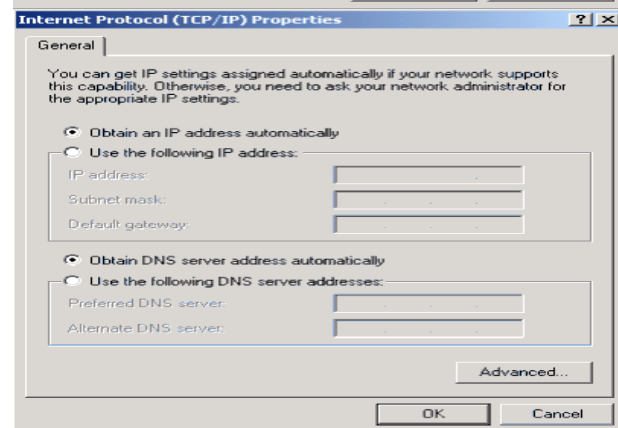 Internet Protocol (TCP/IP) Properties
General
You can get IP settings assigned automatically if your network supports
this capability. Otherwise, you need to ask your network administrator for
the appropriate IP settings.
Obtain an IP address automatically
Use the following IP address:
IP address:
Subnet mask:
Default gateway:
Obtain DNS server address automatically
Use the following DNS server addresses:
Preferred DNS server:
Alternate DNS server:
Advanced...
OK Cancel